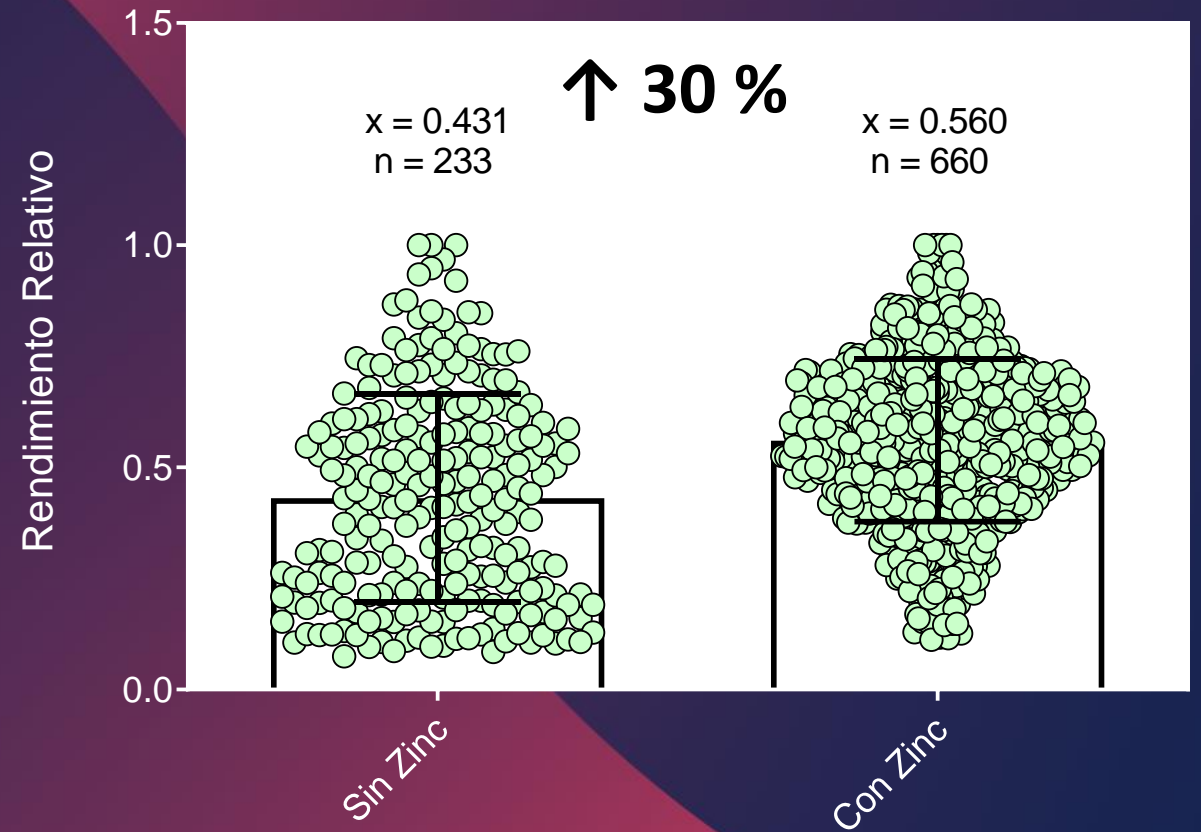 Rendimiento Relativo
1.5
1.0
0.5
0.0
↑ 30 %
x = 0.431
n = 233
x = 0.560
n = 660
Sin Zinc
Con Zinc